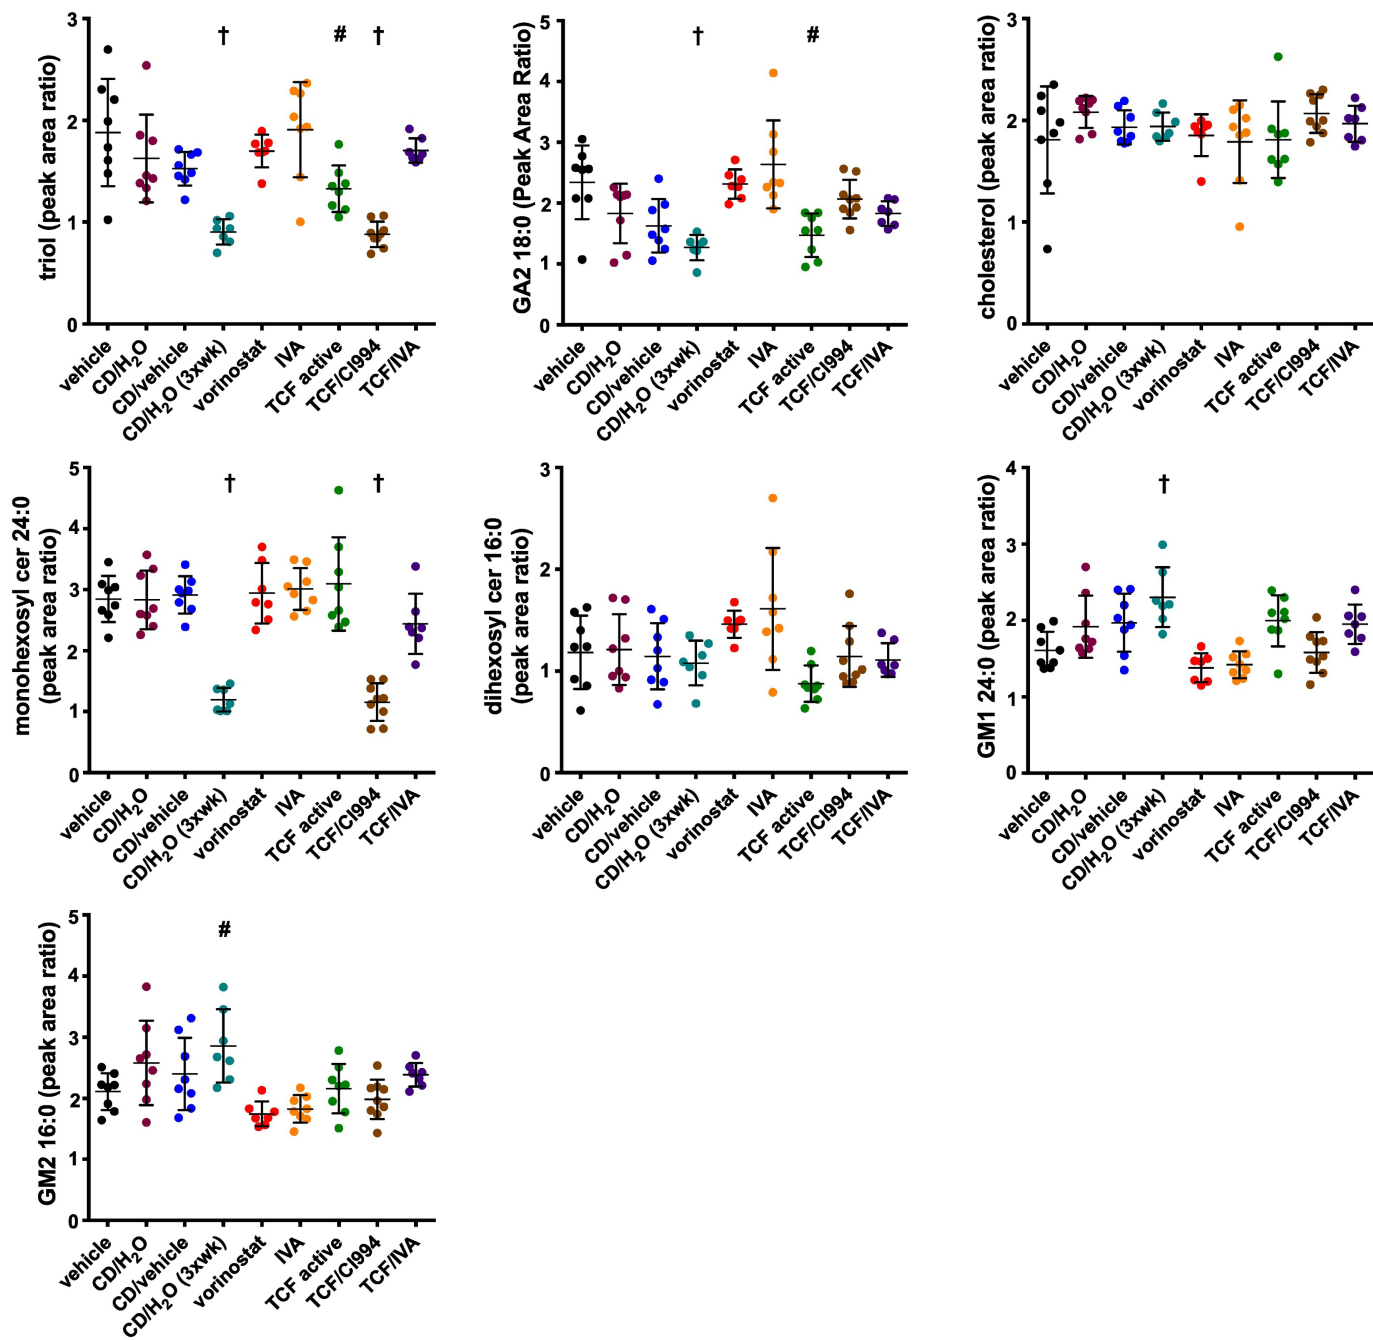 triol (peak area ratio)
3
2
1
0
† # †
vehicle
CD/H₂O
CD/vehicle
CD/H₂O (3xwk)
vorinostat
IVA
TCF active
TCF/CI994
TCF/IVA
GA2 18:0 (Peak Area Ratio)
5
4
3
2
1
0
† #
vehicle
CD/H₂O
CD/vehicle
CD/H₂O (3xwk)
vorinostat
IVA
TCF active
TCF/CI994
TCF/IVA
cholesterol (peak area ratio)
3
2
1
0
vehicle
CD/H₂O
CD/vehicle
CD/H₂O (3xwk)
vorinostat
IVA
TCF active
TCF/CI994
TCF/IVA
monohexosyl cer 24:0
(peak area ratio)
5
4
3
2
1
0
† †
vehicle
CD/H₂O
CD/vehicle
CD/H₂O (3xwk)
vorinostat
IVA
TCF active
TCF/CI994
TCF/IVA
dihexosyl cer 16:0
(peak area ratio)
3
2
1
0
vehicle
CD/H₂O
CD/vehicle
CD/H₂O (3xwk)
vorinostat
IVA
TCF active
TCF/CI994
TCF/IVA
GM1 24:0 (peak area ratio)
4
3
2
1
0
†
vehicle
CD/H₂O
CD/vehicle
CD/H₂O (3xwk)
vorinostat
IVA
TCF active
TCF/CI994
TCF/IVA
GM2 16:0 (peak area ratio)
5
4
3
2
1
0
#
vehicle
CD/H₂O
CD/vehicle
CD/H₂O (3xwk)
vorinostat
IVA
TCF active
TCF/CI994
TCF/IVA